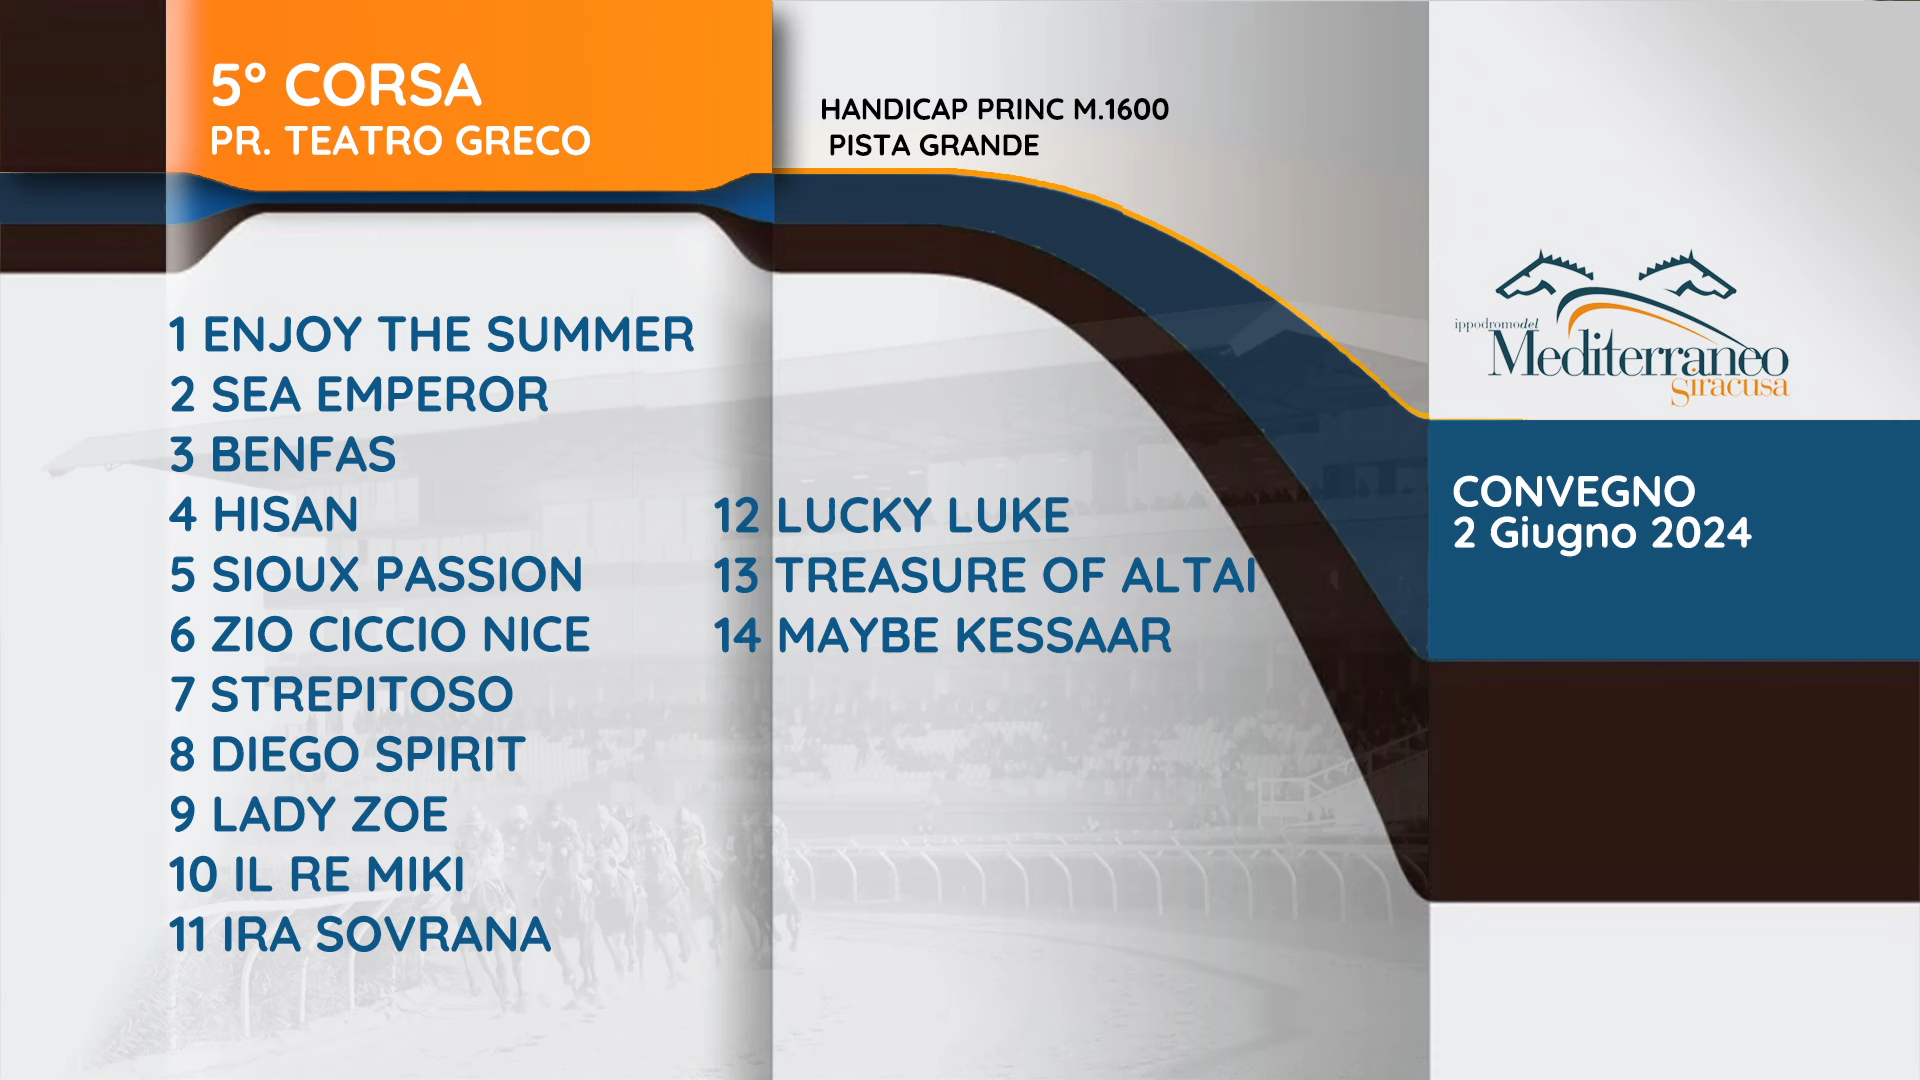 5° CORSA
PR. TEATRO GRECO
HANDICAP PRINC M.1600
PISTA GRANDE
1 ENJOY THE SUMMER
2 SEA EMPEROR
3 BENFAS
4 HISAN
5 SIOUX PASSION
6 ZIO CICCIO NICE
7 STREPITOSO
8 DIEGO SPIRIT
9 LADY ZOE
10 IL RE MIKI
11 IRA SOVRANA
12 LUCKY LUKE
13 TREASURE OF ALTAI
14 MAYBE KESSAAR
ippodromodel
Mediterraneo
Siracusa
CONVEGNO
2 Giugno 2024